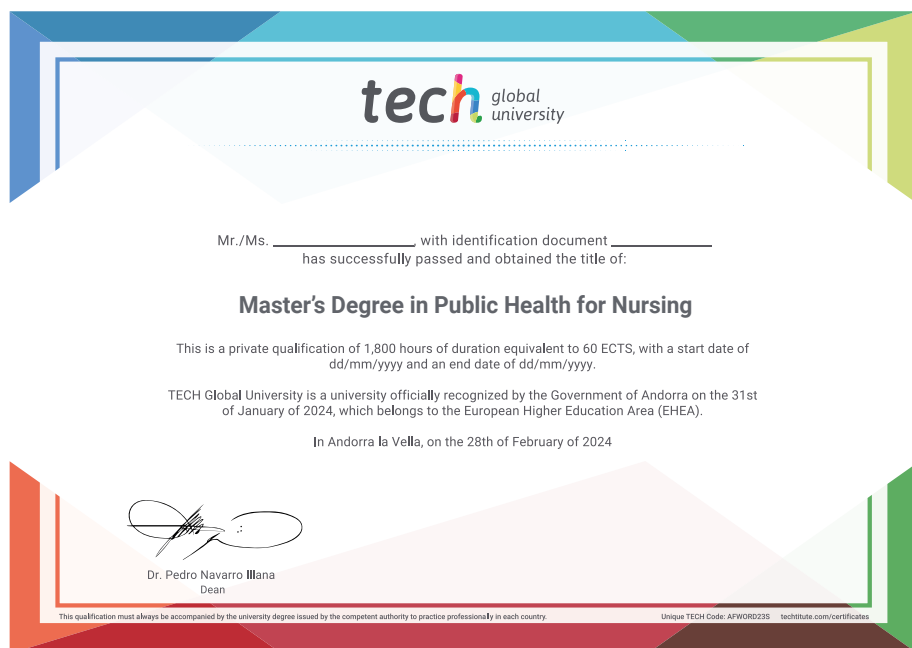 tech global
university
Mr./Ms. ____________, with identification document ____________
has successfully passed and obtained the title of:
Master's Degree in Public Health for Nursing
This is a private qualification of 1,800 hours of duration equivalent to 60 ECTS, with a start date of
dd/mm/yyyy and an end date of dd/mm/yyyy.
TECH Global University is a university officially recognized by the Government of Andorra on the 31st
of January of 2024, which belongs to the European Higher Education Area (EHEA).
In Andorra la Vella, on the 28th of February of 2024
Dr. Pedro Navarro Illana
Dean
This qualification must always be accompanied by the university degree issued by the competent authority to practice professionally in each country.
Unique TECH Code: AFWORD23S techtitute.com/certificates